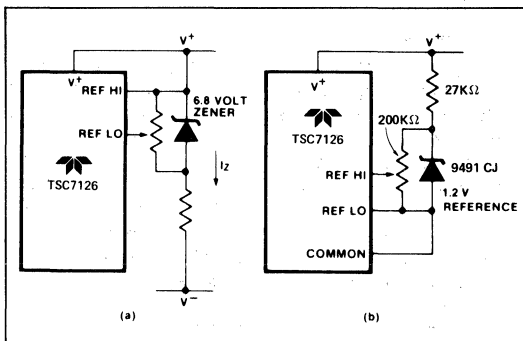 V+
V+
REF HI
REF LO
TSC7126
6.8 VOLT
ZENER
IZ
V−
(a)
V+
V+
27KΩ
200KΩ
TSC7126
REF HI
REF LO
COMMON
9491 CJ
1.2 V
REFERENCE
(b)